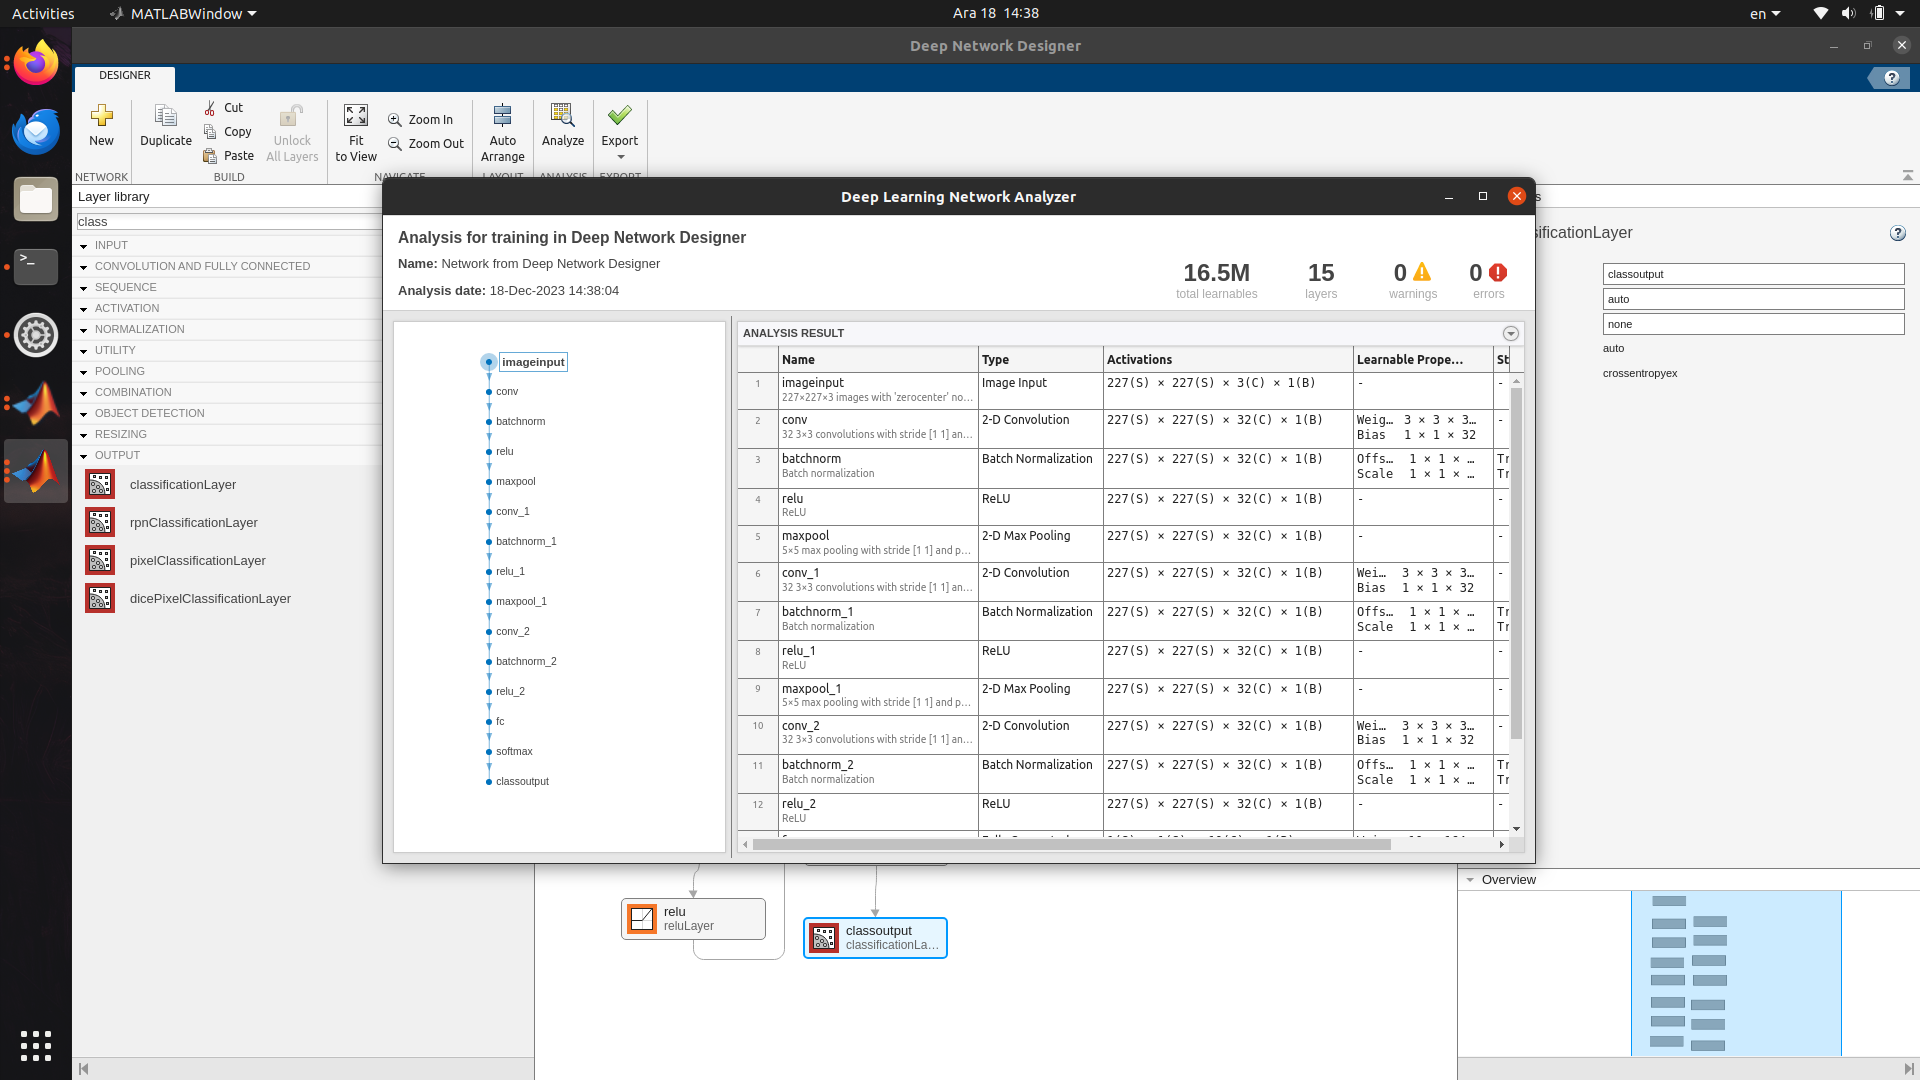 Activities
MATLABWindow
Ara 18 14:38
en
Deep Network Designer
DESIGNER
New
Duplicate
Cut
Copy
Paste
Unlock
All Layers
Fit
to View
Zoom In
Zoom Out
Auto
Arrange
Analyze
Export
NETWORK
BUILD
NAVIGATE
LAYOUT
ANALYSIS
EXPORT
Layer library
class
INPUT
CONVOLUTION AND FULLY CONNECTED
SEQUENCE
ACTIVATION
NORMALIZATION
UTILITY
POOLING
COMBINATION
OBJECT DETECTION
RESIZING
OUTPUT
classificationLayer
rpnClassificationLayer
pixelClassificationLayer
dicePixelClassificationLayer
Deep Learning Network Analyzer
Analysis for training in Deep Network Designer
Name: Network from Deep Network Designer
Analysis date: 18-Dec-2023 14:38:04
16.5M
total learnables
15
layers
0
warnings
0
errors
imageinput
conv
batchnorm
relu
maxpool
conv_1
batchnorm_1
relu_1
maxpool_1
conv_2
batchnorm_2
relu_2
fc
softmax
classoutput
ANALYSIS RESULT
Name Type Activations Learnable Prope... St
1 imageinput Image Input 227(S) × 227(S) × 3(C) × 1(B) - -
227×227×3 images with 'zerocenter' no...
2 conv 2-D Convolution 227(S) × 227(S) × 32(C) × 1(B) Weig… 3 × 3 × 3… -
32 3×3 convolutions with stride [1 1] an... Bias 1 × 1 × 32
3 batchnorm Batch Normalization 227(S) × 227(S) × 32(C) × 1(B) Offs… 1 × 1 × … Tr
Batch normalization Scale 1 × 1 × … Tr
4 relu ReLU 227(S) × 227(S) × 32(C) × 1(B) - -
ReLU
5 maxpool 2-D Max Pooling 227(S) × 227(S) × 32(C) × 1(B) - -
5×5 max pooling with stride [1 1] and p...
6 conv_1 2-D Convolution 227(S) × 227(S) × 32(C) × 1(B) Wei… 3 × 3 × 3… -
32 3×3 convolutions with stride [1 1] an... Bias 1 × 1 × 32
7 batchnorm_1 Batch Normalization 227(S) × 227(S) × 32(C) × 1(B) Offs… 1 × 1 × … Tr
Batch normalization Scale 1 × 1 × … Tr
8 relu_1 ReLU 227(S) × 227(S) × 32(C) × 1(B) - -
ReLU
9 maxpool_1 2-D Max Pooling 227(S) × 227(S) × 32(C) × 1(B) - -
5×5 max pooling with stride [1 1] and p...
10 conv_2 2-D Convolution 227(S) × 227(S) × 32(C) × 1(B) Wei… 3 × 3 × 3… -
32 3×3 convolutions with stride [1 1] an... Bias 1 × 1 × 32
11 batchnorm_2 Batch Normalization 227(S) × 227(S) × 32(C) × 1(B) Offs… 1 × 1 × … Tr
Batch normalization Scale 1 × 1 × … Tr
12 relu_2 ReLU 227(S) × 227(S) × 32(C) × 1(B) - -
ReLU
s
ificationLayer
classoutput
auto
none
auto
crossentropyex
relu
reluLayer
classoutput
classificationLa...
Overview